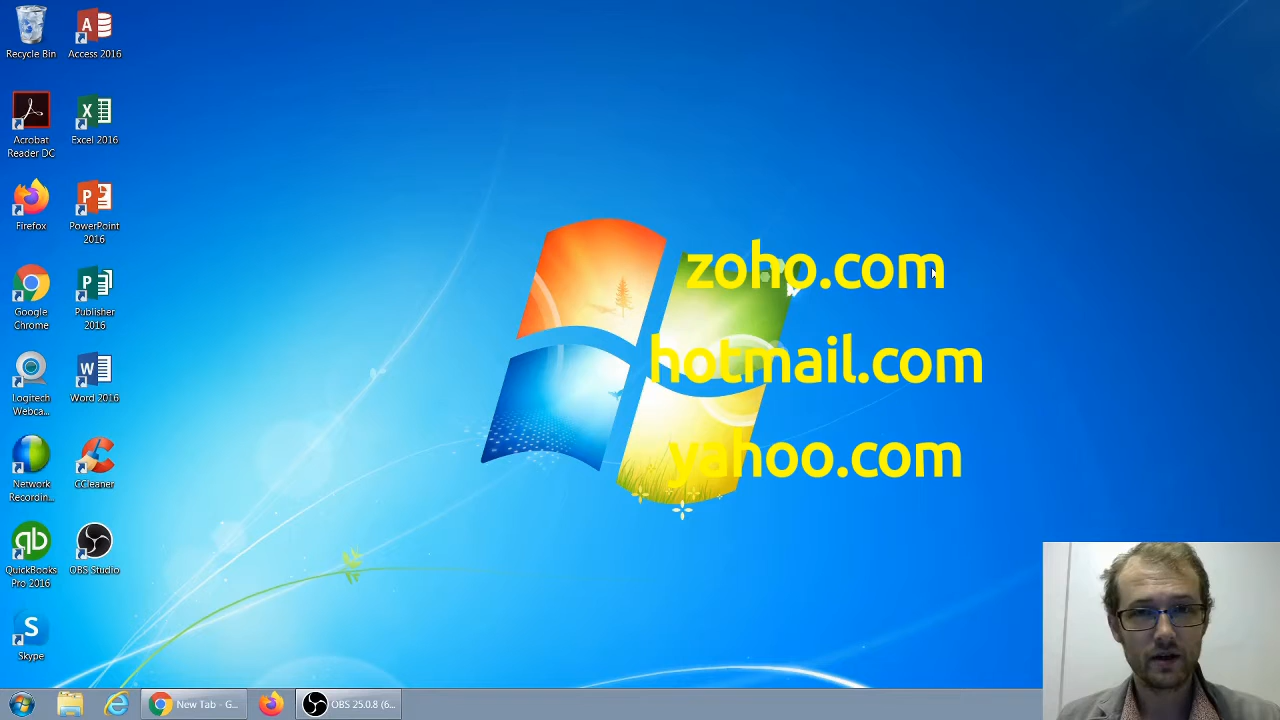 Recycle Bin
Access 2016
Acrobat
Reader DC
Excel 2016
Firefox
PowerPoint
2016
Google
Chrome
Publisher
2016
Logitech
Webca...
Word 2016
Network
Recordin...
CCleaner
QuickBooks
Pro 2016
OBS Studio
Skype
zoho.com
hotmail.com
yahoo.com
New Tab - G...
OBS 25.0.8 (6...